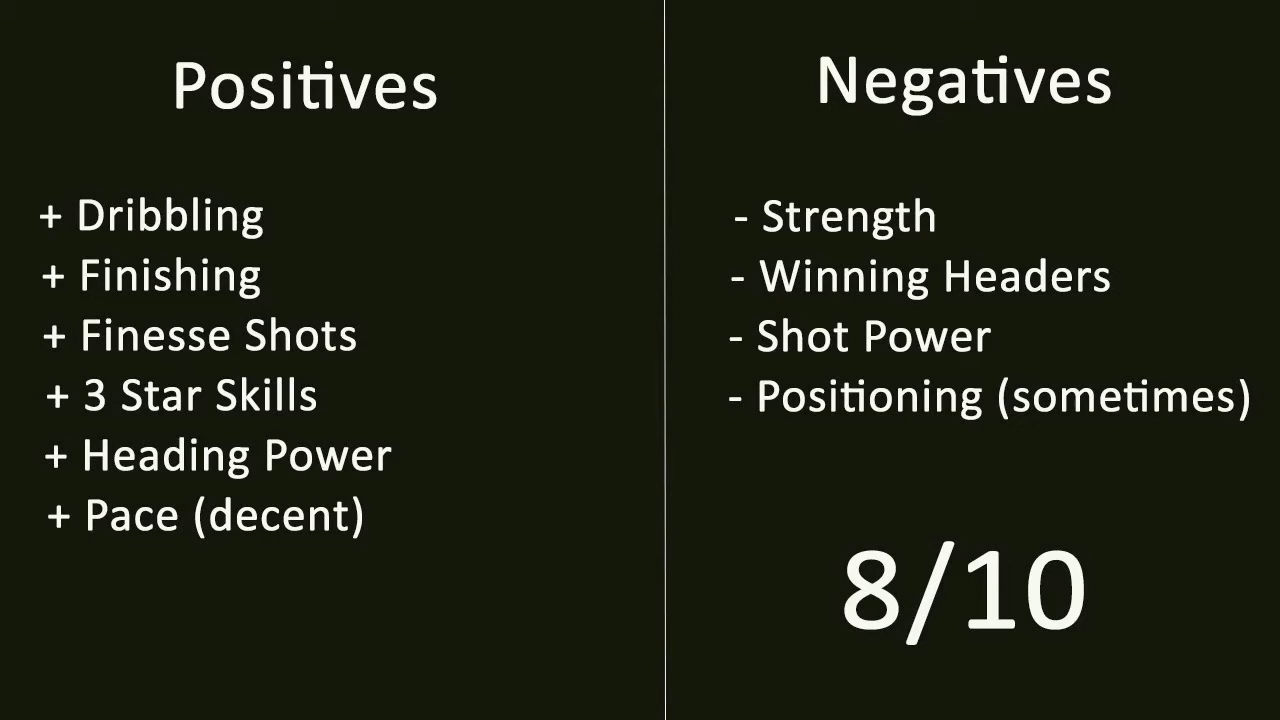 Positives
+ Dribbling
+ Finishing
+ Finesse Shots
+ 3 Star Skills
+ Heading Power
+ Pace (decent)
Negatives
- Strength
- Winning Headers
- Shot Power
- Positioning (sometimes)
8/10